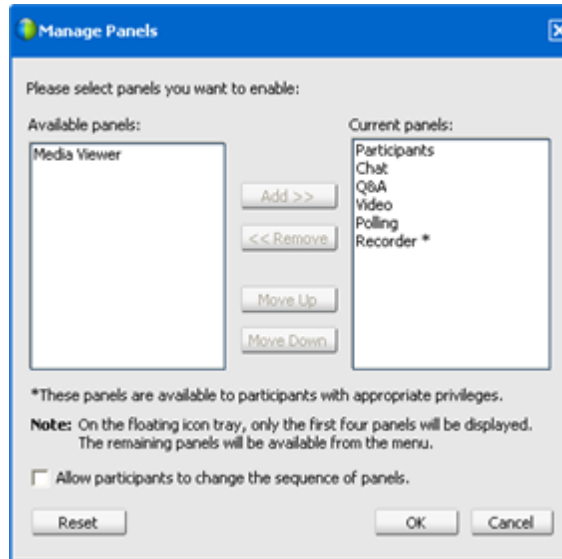 Manage Panels
Please select panels you want to enable:
Available panels:
Current panels:
Media Viewer
Participants
Chat
Q&A
Video
Polling
Recorder *
Add >>
<< Remove
Move Up
Move Down
*These panels are available to participants with appropriate privileges.
Note: On the floating icon tray, only the first four panels will be displayed.
The remaining panels will be available from the menu.
Allow participants to change the sequence of panels.
Reset
OK
Cancel